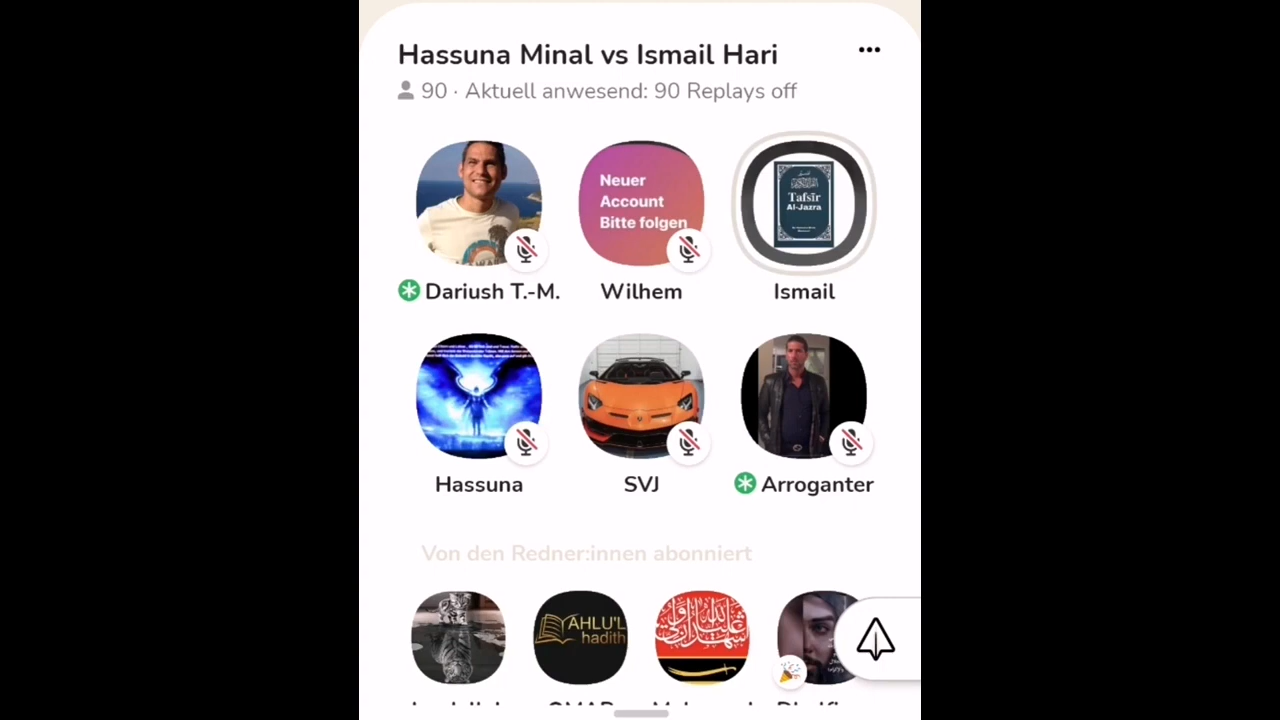 Hassuna Minal vs Ismail Hari
90 · Aktuell anwesend: 90 Replays off
Neuer
Account
Bitte folgen
Tafsīr
Al-Jazra
Dariush T.-M.
Wilhem
Ismail
Hassuna
SVJ
Arroganter
Von den Redner:innen abonniert
AHLU'L
hadith